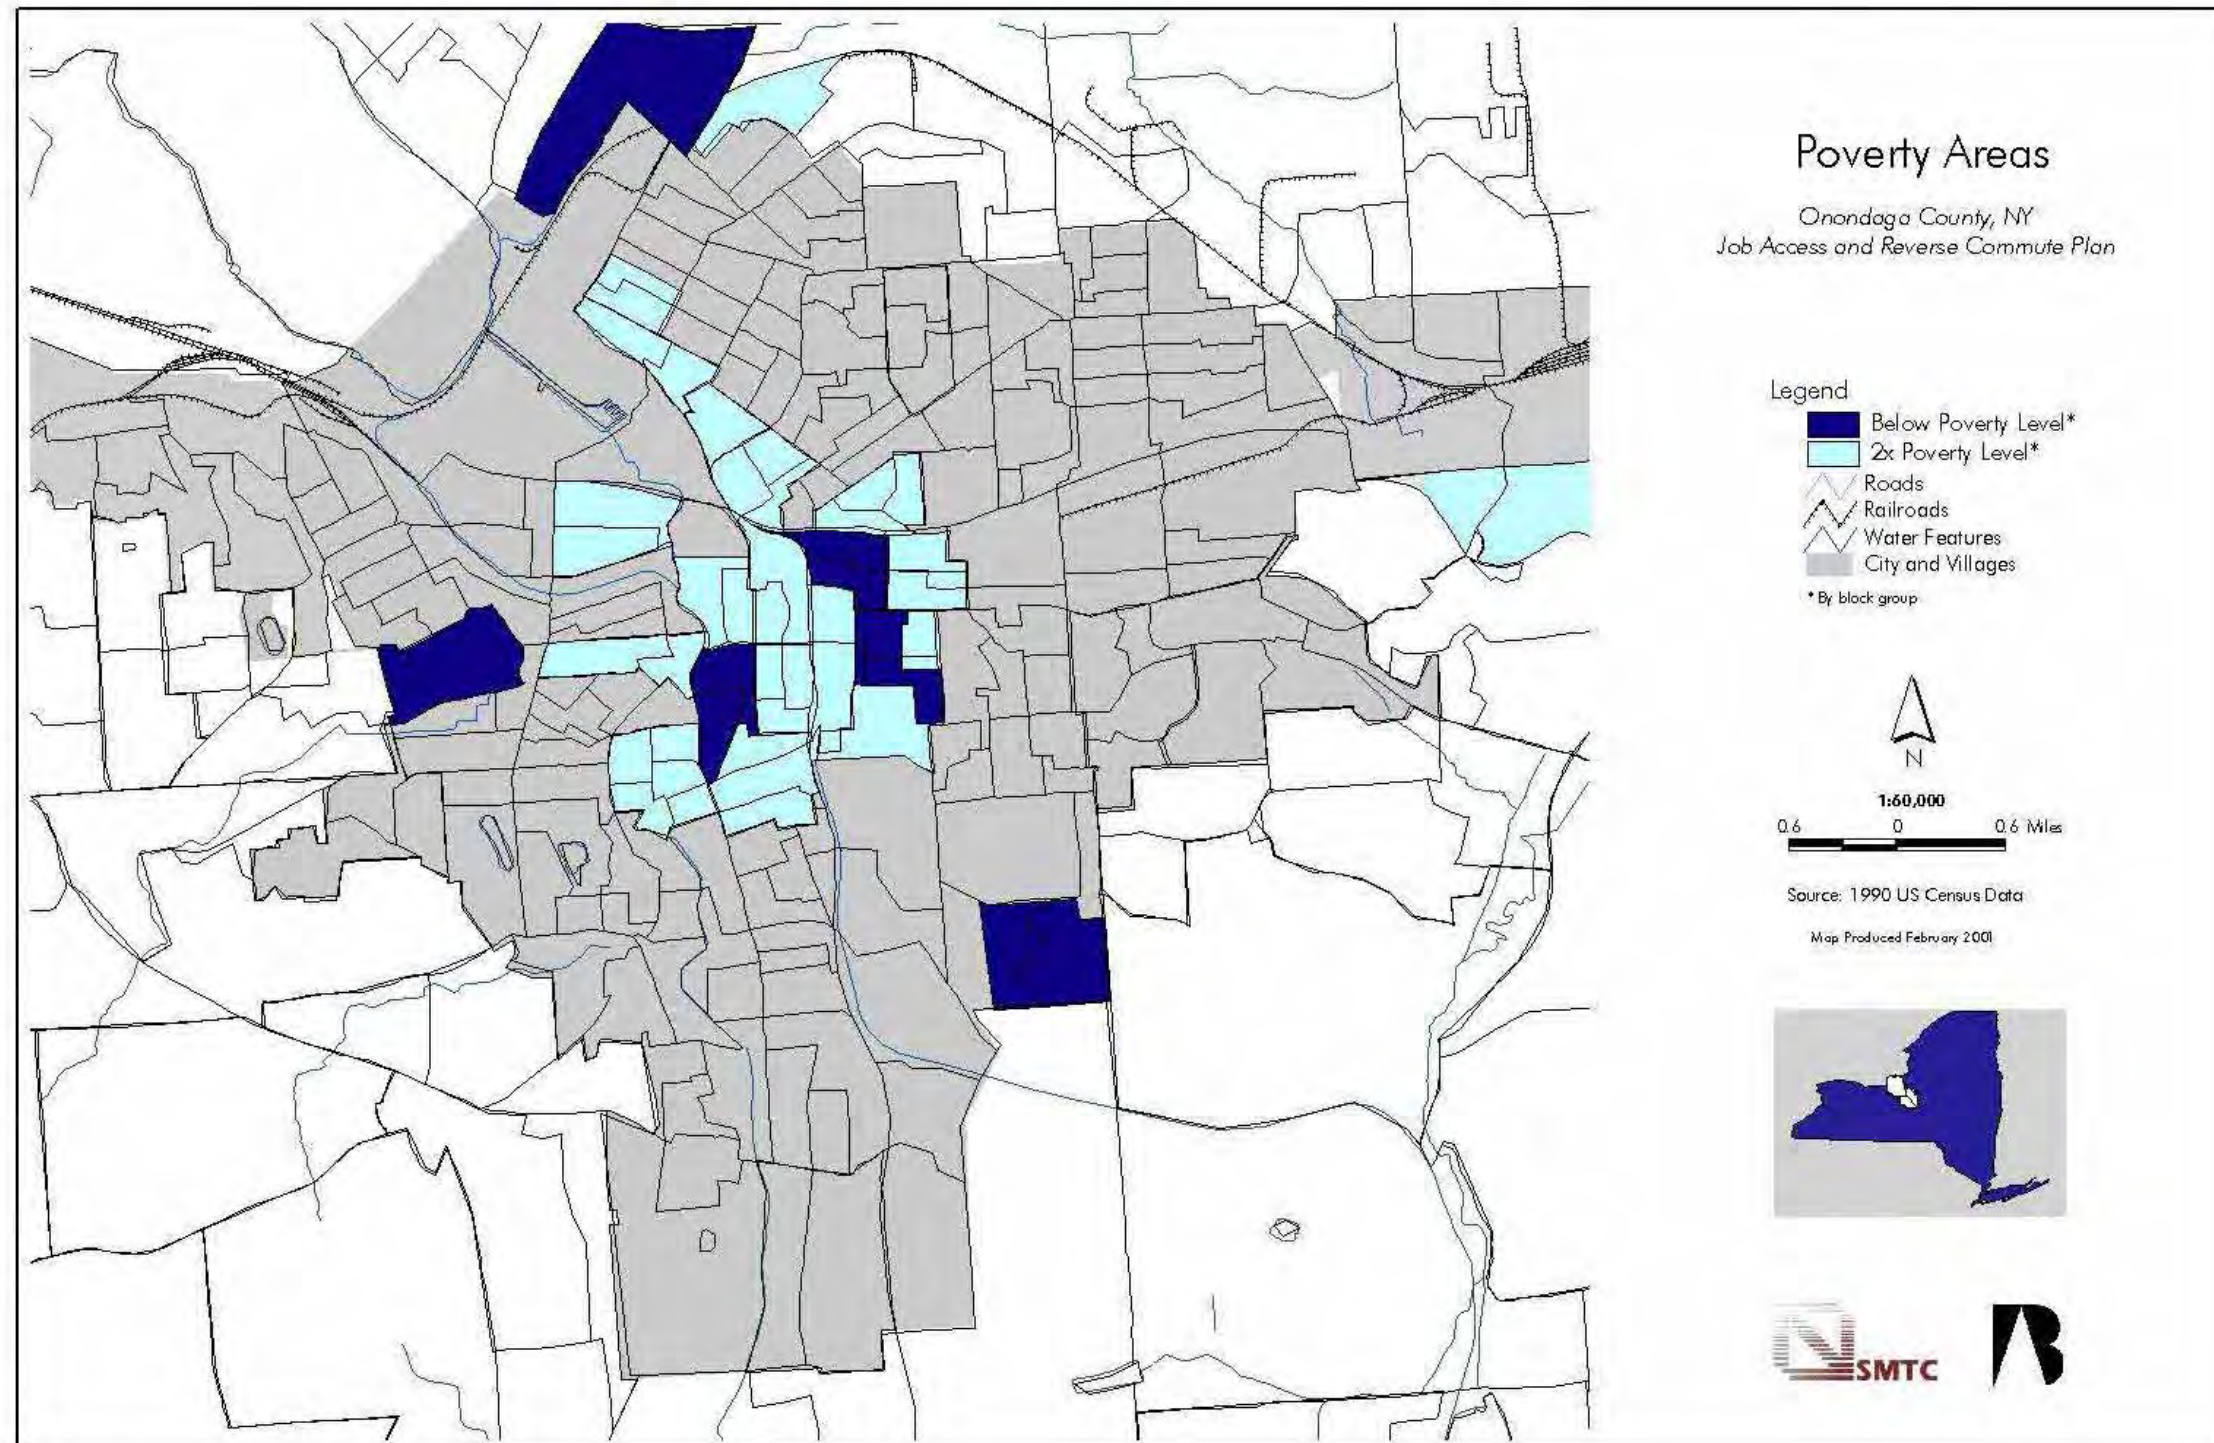 Poverty Areas
Onondaga County, NY
Job Access and Reverse Commute Plan
Legend
Below Poverty Level*
2x Poverty Level*
Roads
Railroads
Water Features
City and Villages
* By block group
N
1:60,000
0.6 0 0.6 Miles
Source: 1990 US Census Data
Map Produced February 2001
SMTC